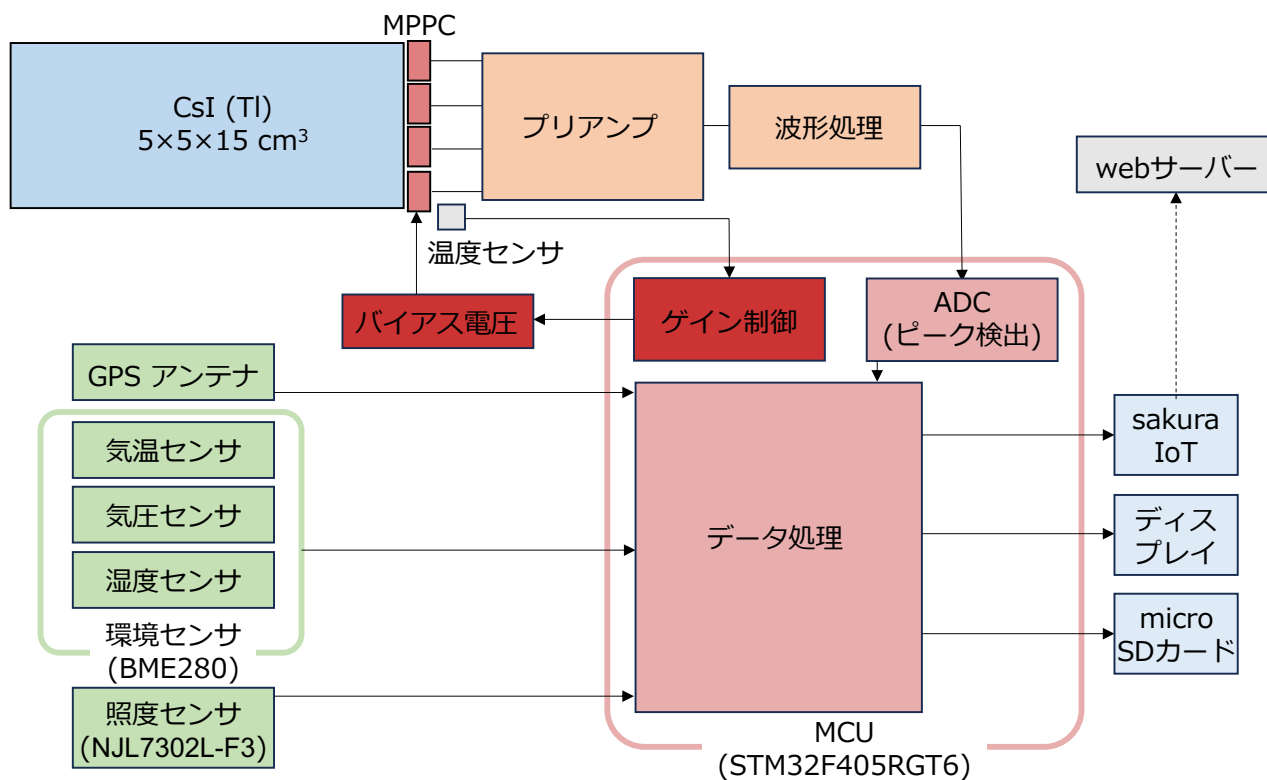 MPPC
CsI (Tl)
5×5×15 cm³
プリアンプ
波形処理
webサーバー
温度センサ
バイアス電圧
ゲイン制御
ADC
(ピーク検出)
GPS アンテナ
気温センサ
気圧センサ
湿度センサ
環境センサ
(BME280)
照度センサ
(NJL7302L-F3)
データ処理
MCU
(STM32F405RGT6)
sakura
IoT
ディス
プレイ
micro
SDカード